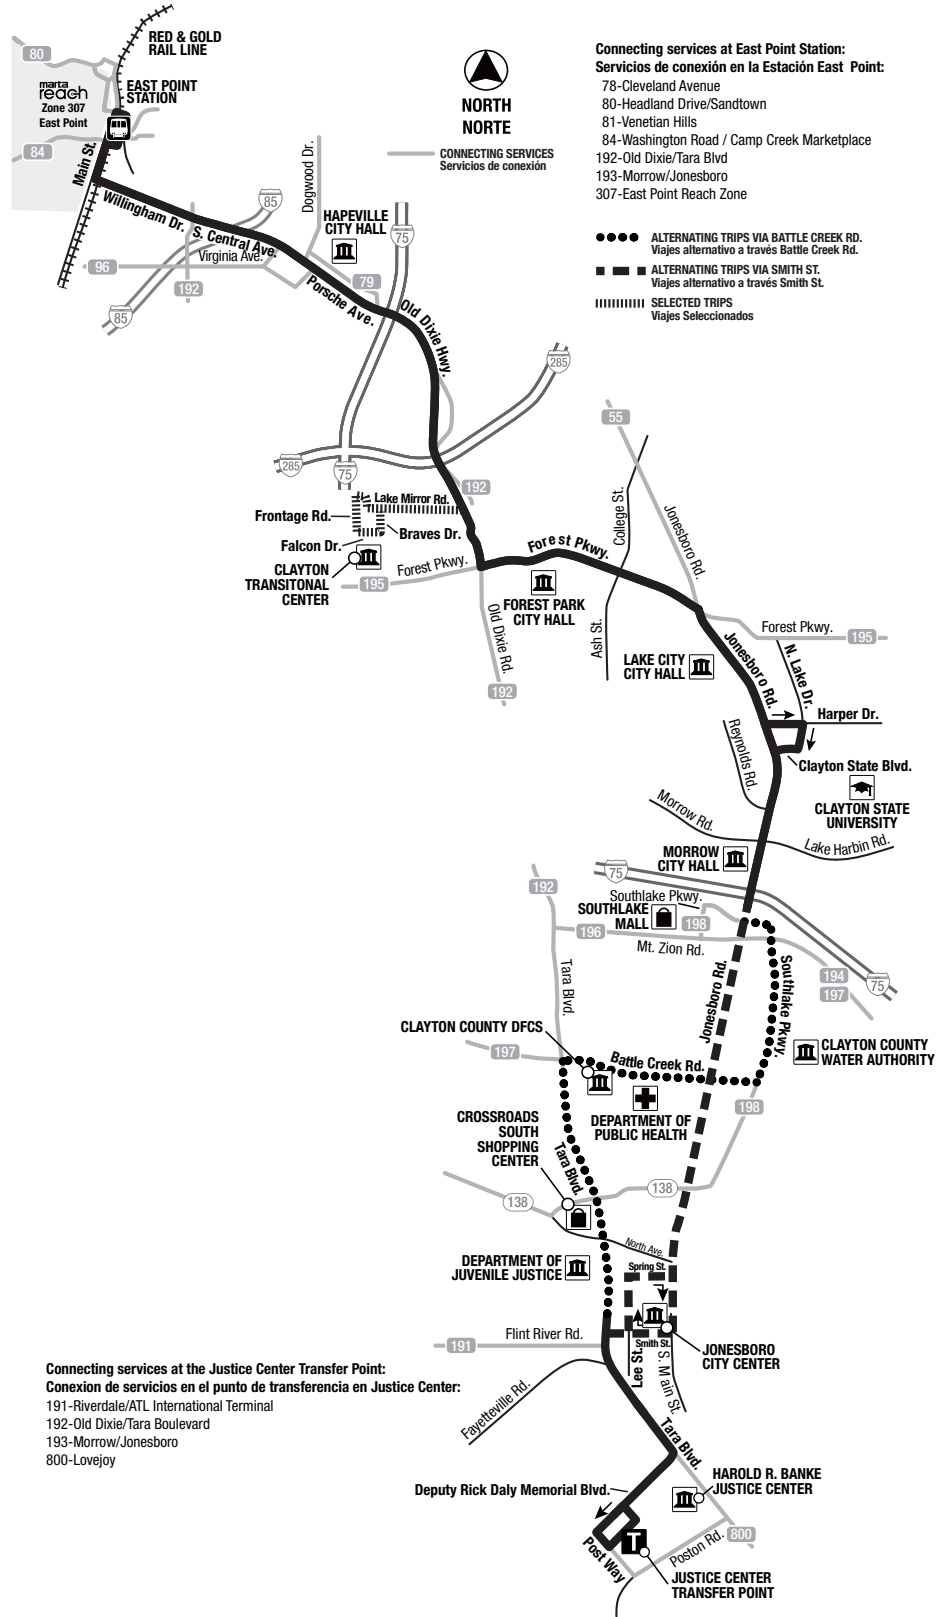 RED & GOLD
RAIL LINE
80
marta
reach
Zone 307
East Point
EAST POINT
STATION
84
Main St.
NORTH
NORTE
CONNECTING SERVICES
Servicios de conexión
Connecting services at East Point Station:
Servicios de conexión en la Estación East Point:
78-Cleveland Avenue
80-Headland Drive/Sandtown
81-Venetian Hills
84-Washington Road / Camp Creek Marketplace
192-Old Dixie/Tara Blvd
193-Morrow/Jonesboro
307-East Point Reach Zone
ALTERNATING TRIPS VIA BATTLE CREEK RD.
Viajes alternativo a través Battle Creek Rd.
ALTERNATING TRIPS VIA SMITH ST.
Viajes alternativo a través Smith St.
SELECTED TRIPS
Viajes Seleccionados
Willingham Dr.
S. Central Ave.
Virginia Ave.
Dogwood Dr.
85
HAPEVILLE
CITY HALL
75
96
192
79
85
Porsche Ave.
Old Dixie Hwy.
285
285
75
192
55
Lake Mirror Rd.
Frontage Rd.
Braves Dr.
Falcon Dr.
CLAYTON
TRANSITONAL
CENTER
195
Forest Pkwy.
Forest Pkwy.
College St.
Jonesboro Rd.
FOREST PARK
CITY HALL
Old Dixie Rd.
192
Ash St.
Forest Pkwy.
195
LAKE CITY
CITY HALL
Jonesboro Rd.
N. Lake Dr.
Harper Dr.
Reynolds Rd.
Clayton State Blvd.
CLAYTON STATE
UNIVERSITY
Morrow Rd.
Lake Harbin Rd.
MORROW
CITY HALL
75
192
Southlake Pkwy.
SOUTHLAKE
MALL
198
196
Mt. Zion Rd.
194
197
75
Tara Blvd.
Jonesboro Rd.
Southlake Pkwy.
CLAYTON COUNTY DFCS
197
Battle Creek Rd.
CLAYTON COUNTY
WATER AUTHORITY
DEPARTMENT OF
PUBLIC HEALTH
198
CROSSROADS
SOUTH
SHOPPING
CENTER
Tara Blvd.
138
138
North Ave.
DEPARTMENT OF
JUVENILE JUSTICE
Spring St.
Flint River Rd.
191
Smith St.
Lee St.
S. Main St.
JONESBORO
CITY CENTER
Connecting services at the Justice Center Transfer Point:
Conexion de servicios en el punto de transferencia en Justice Center:
191-Riverdale/ATL International Terminal
192-Old Dixie/Tara Boulevard
193-Morrow/Jonesboro
800-Lovejoy
Fayetteville Rd.
Tara Blvd.
Deputy Rick Daly Memorial Blvd.
HAROLD R. BANKE
JUSTICE CENTER
T
Post Way
Poston Rd.
800
JUSTICE CENTER
TRANSFER POINT